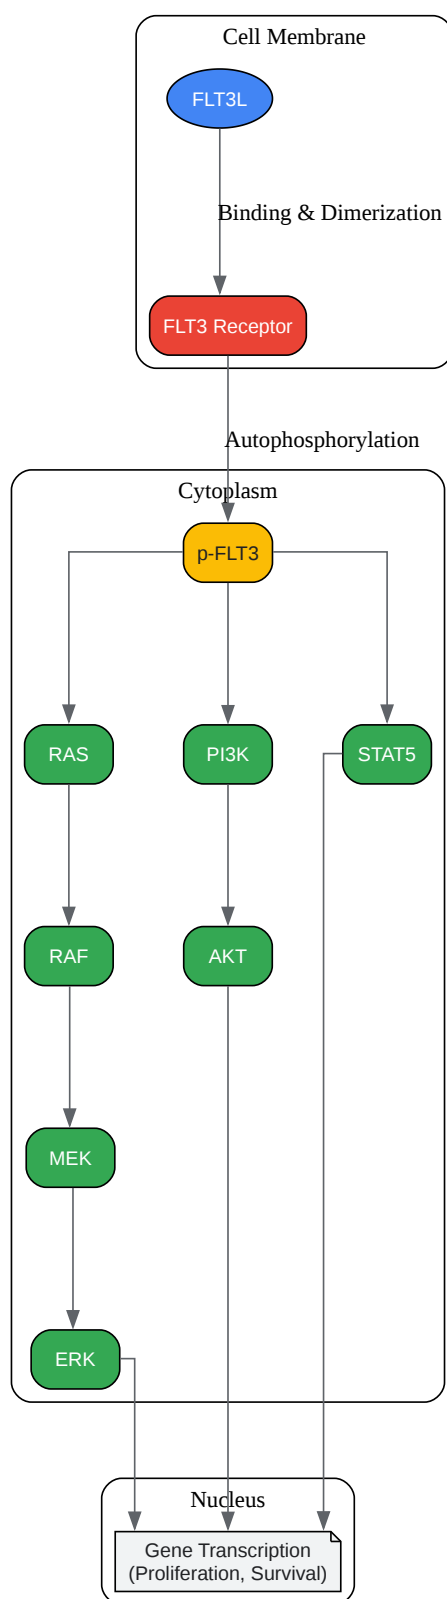 Cell Membrane
FLT3L
Binding & Dimerization
FLT3 Receptor
Autophosphorylation
Cytoplasm
p-FLT3
RAS
PI3K
STAT5
RAF
AKT
MEK
ERK
Nucleus
Gene Transcription
(Proliferation, Survival)